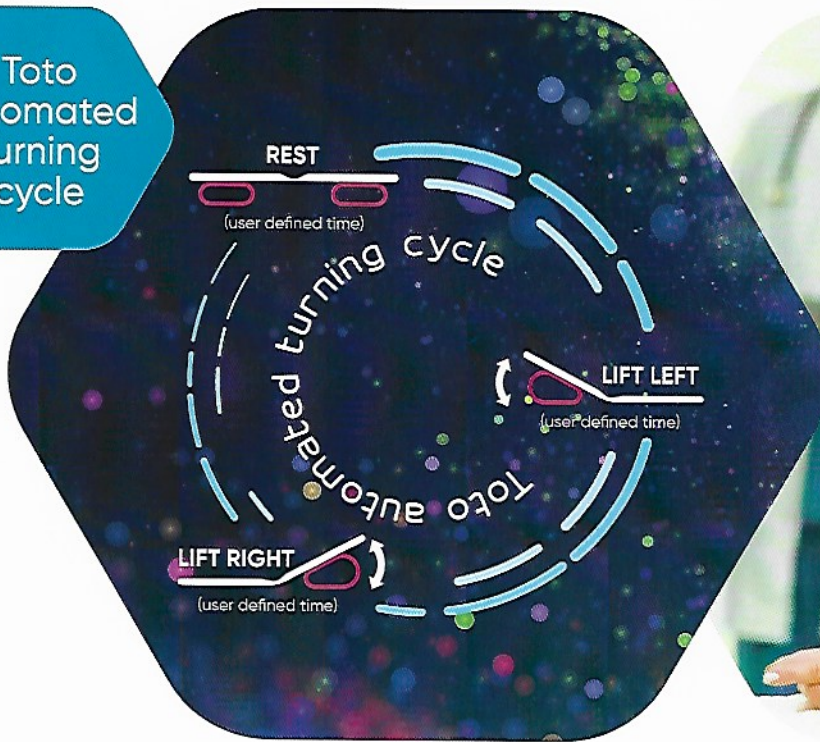 Toto
omated
urning
cycle
REST
(user defined time)
Toto automated turning cycle
LIFT LEFT
(user defined time)
LIFT RIGHT
(user defined time)